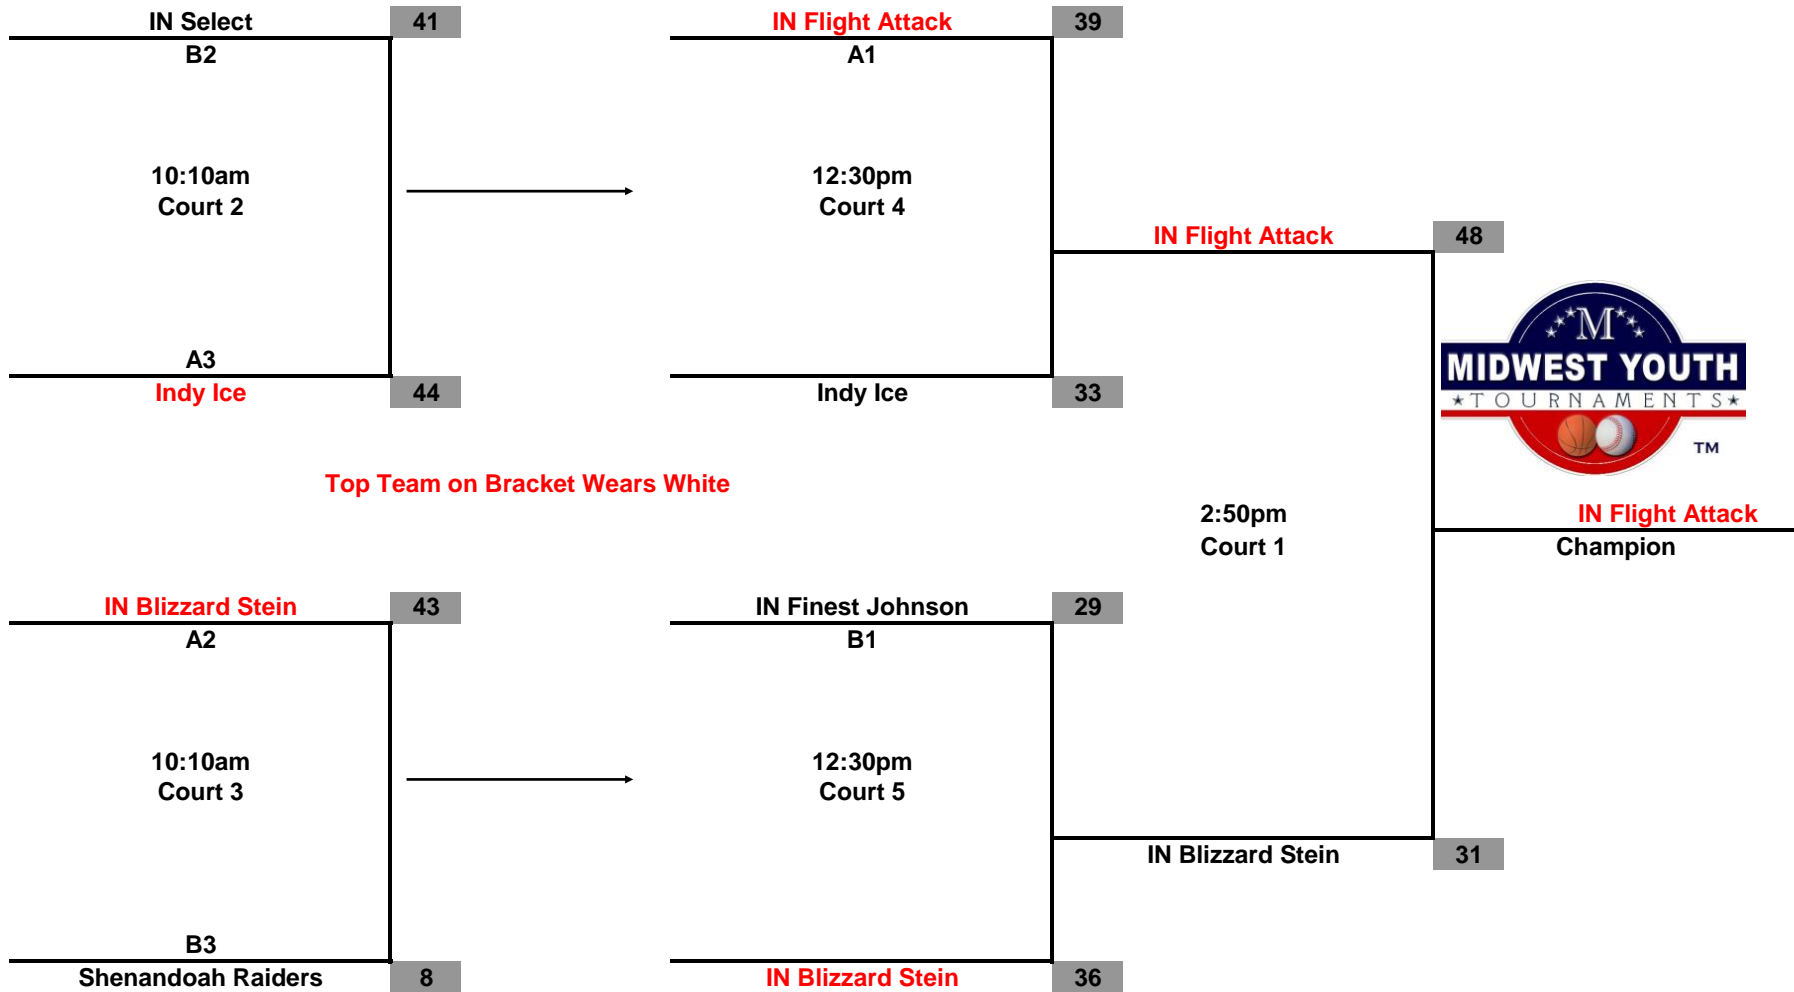 IN Select 41
B2
10:10am
Court 2
A3
Indy Ice 44
IN Flight Attack 39
A1
12:30pm
Court 4
Indy Ice 33
IN Flight Attack 48
M
MIDWEST YOUTH
TOURNAMENTS
TM
Top Team on Bracket Wears White
2:50pm
Court 1
IN Flight Attack
Champion
IN Blizzard Stein 43
A2
10:10am
Court 3
B3
Shenandoah Raiders 8
IN Finest Johnson 29
B1
12:30pm
Court 5
IN Blizzard Stein 36
IN Blizzard Stein 31